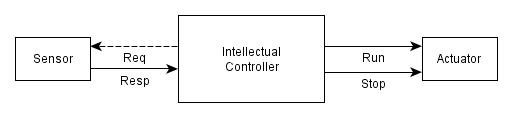 Sensor
Req
Resp
Intellectual
Controller
Run
Stop
Actuator